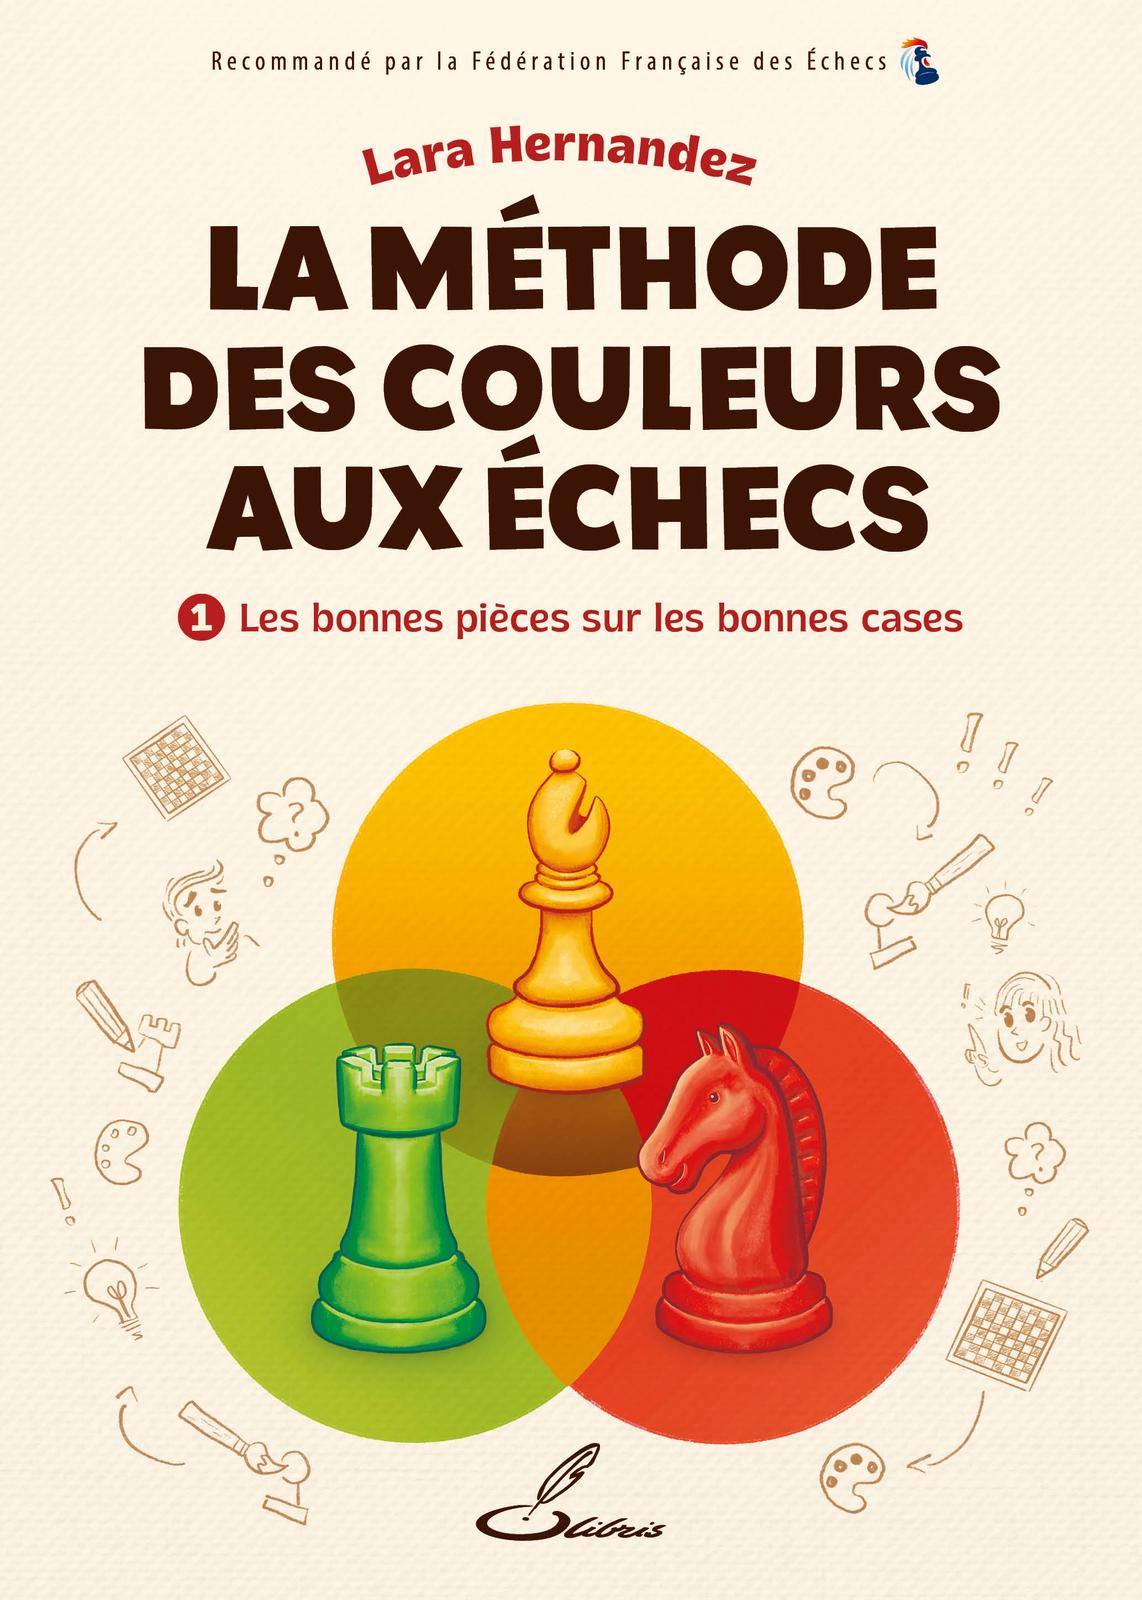 Recommandé par la Fédération Française des Échecs
Lara Hernandez
LA MÉTHODE
DES COULEURS
AUX ÉCHECS
1 Les bonnes pièces sur les bonnes cases
?
! ! !
!
?
!
Olibris